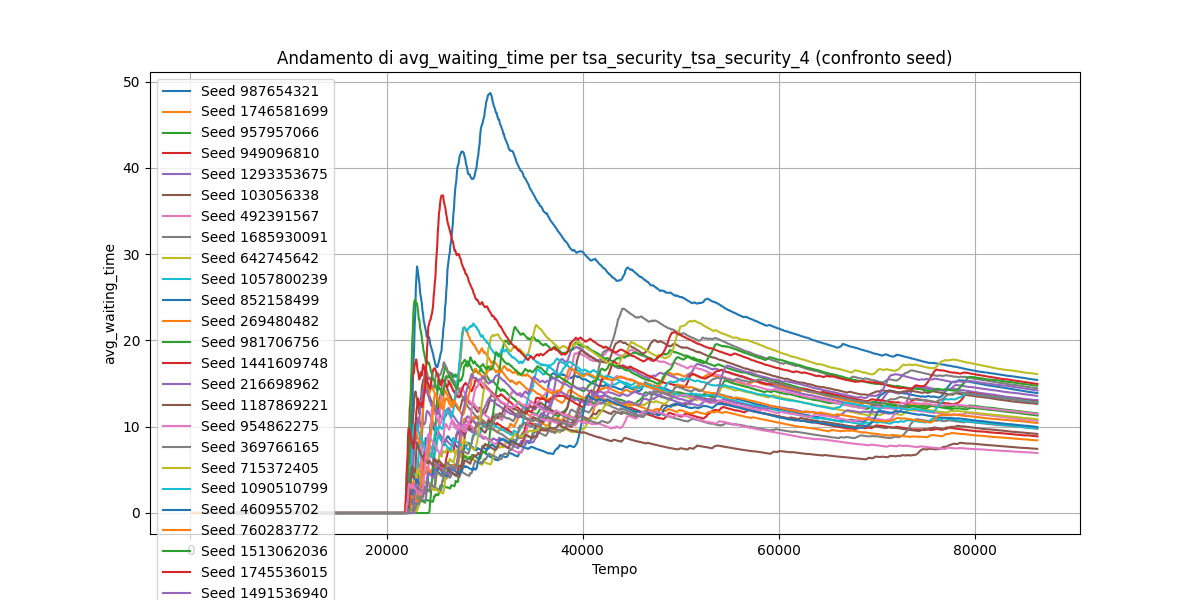 Andamento di avg_waiting_time per tsa_security_tsa_security_4 (confronto seed)
50
40
30
20
10
0
avg_waiting_time
Seed 987654321
Seed 1746581699
Seed 957957066
Seed 949096810
Seed 1293353675
Seed 103056338
Seed 492391567
Seed 1685930091
Seed 642745642
Seed 1057800239
Seed 852158499
Seed 269480482
Seed 981706756
Seed 1441609748
Seed 216698962
Seed 1187869221
Seed 954862275
Seed 369766165
Seed 715372405
Seed 1090510799
Seed 460955702
Seed 760283772
Seed 1513062036
Seed 1745536015
Seed 1491536940
0 20000 40000 60000 80000
Tempo